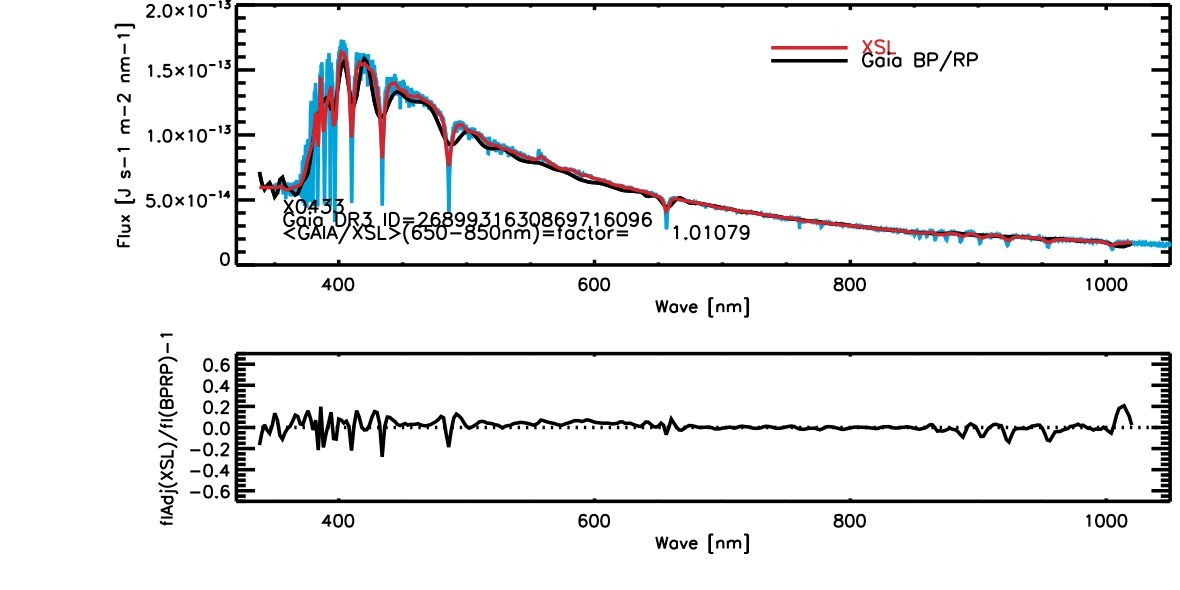 2.0×10−13
1.5×10−13
1.0×10−13
5.0×10−14
0
Flux [J s−1 m−2 nm−1]
XSL
Gaia BP/RP
X0433
Gaia DR3 ID=2689931630869716096
<GAIA/XSL>(650−850nm)=factor= 1.01079
400 600 800 1000
Wave [nm]
flAdj(XSL)/fl(BPRP)−1
0.6
0.4
0.2
0.0
−0.2
−0.4
−0.6
400 600 800 1000
Wave [nm]